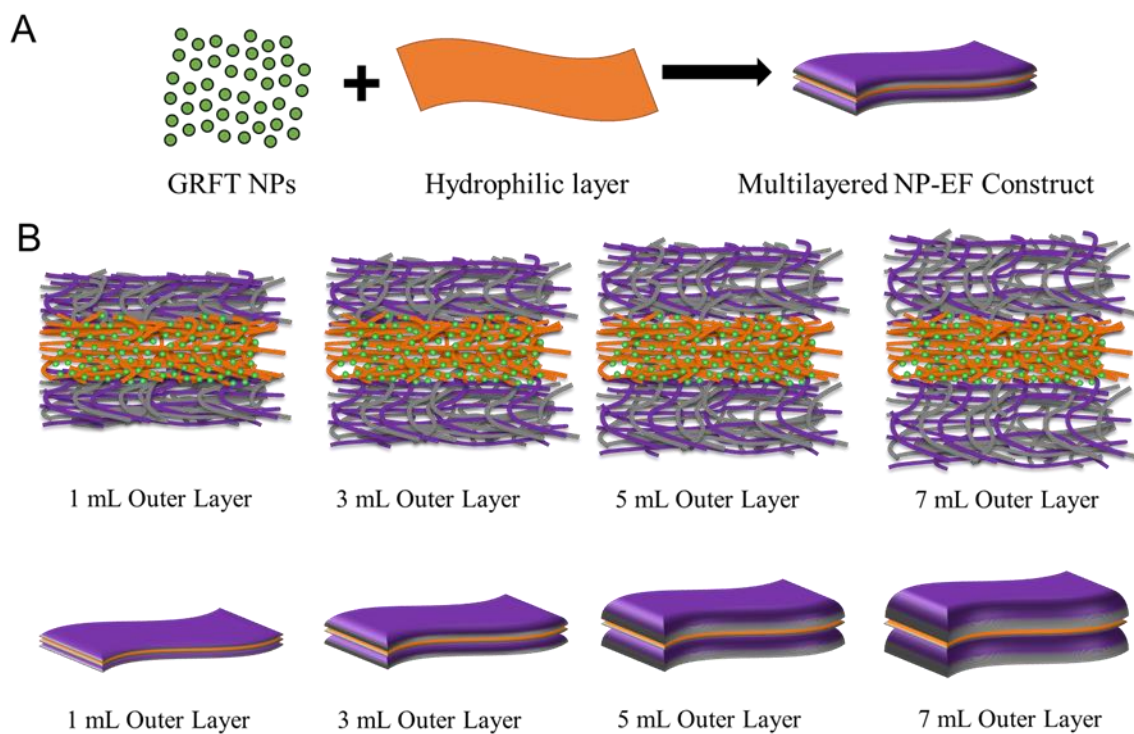 A
+
GRFT NPs
Hydrophilic layer
Multilayered NP-EF Construct
B
1 mL Outer Layer
3 mL Outer Layer
5 mL Outer Layer
7 mL Outer Layer
1 mL Outer Layer
3 mL Outer Layer
5 mL Outer Layer
7 mL Outer Layer